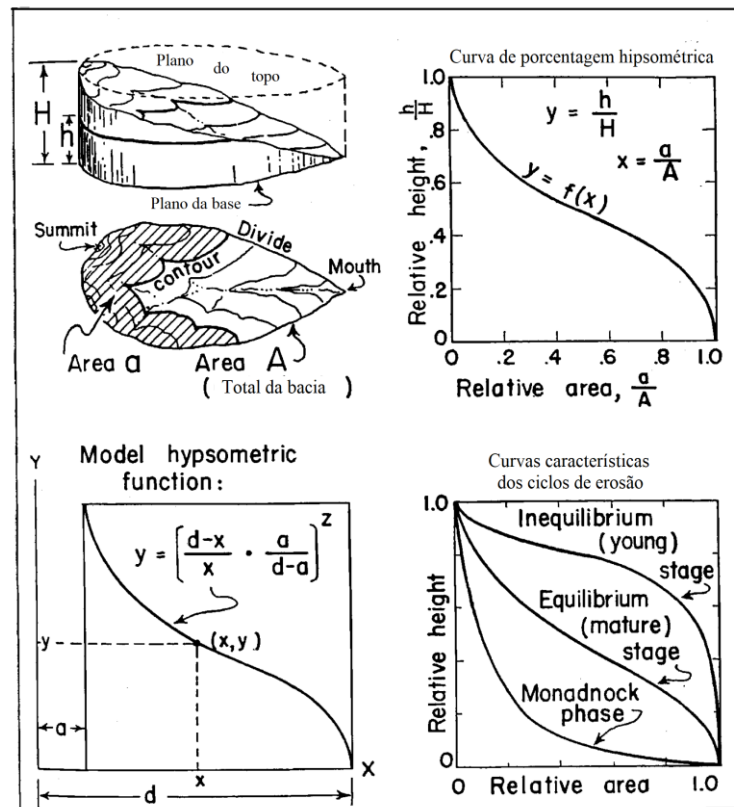 Plano
do
topo
H
h
Plano da base
Summit
Divide
contour
Mouth
Area a
Area A
( Total da bacia )
Curva de porcentagem hipsométrica
1.0
.8
.6
.4
.2
0
h/H
Relative height,
y = h/H
x = a/A
y = f(x)
0 .2 .4 .6 .8 1.0
Relative area, a/A
Model hypsometric
function:
Y
y = [ d-x/x · a/d-a ]^z
(x,y)
y
a
x
X
d
Curvas características
dos ciclos de erosão
1.0
Inequilibrium
(young)
stage
Equilibrium
(mature)
stage
Monadnock
phase
Relative height
0
0 Relative area 1.0